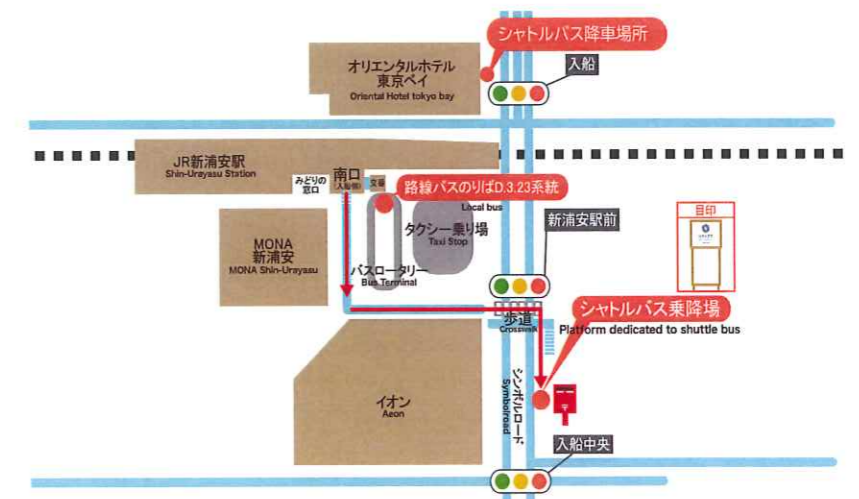 シャトルバス降車場所
オリエンタルホテル
東京ベイ
Oriental Hotel tokyo bay
入船
JR新浦安駅
Shin-Urayasu Station
みどりの
窓口
南口
(入船側)
交番
路線バスのりばD.3.23系統
Local bus
タクシー乗り場
Taxi Stop
新浦安駅前
目印
MONA
新浦安
MONA Shin-Urayasu
バスロータリー
Bus Terminal
シャトルバス乗降場
Platform dedicated to shuttle bus
歩道
Crosswalk
シンボルロード
Symbolroad
イオン
Aeon
入船中央